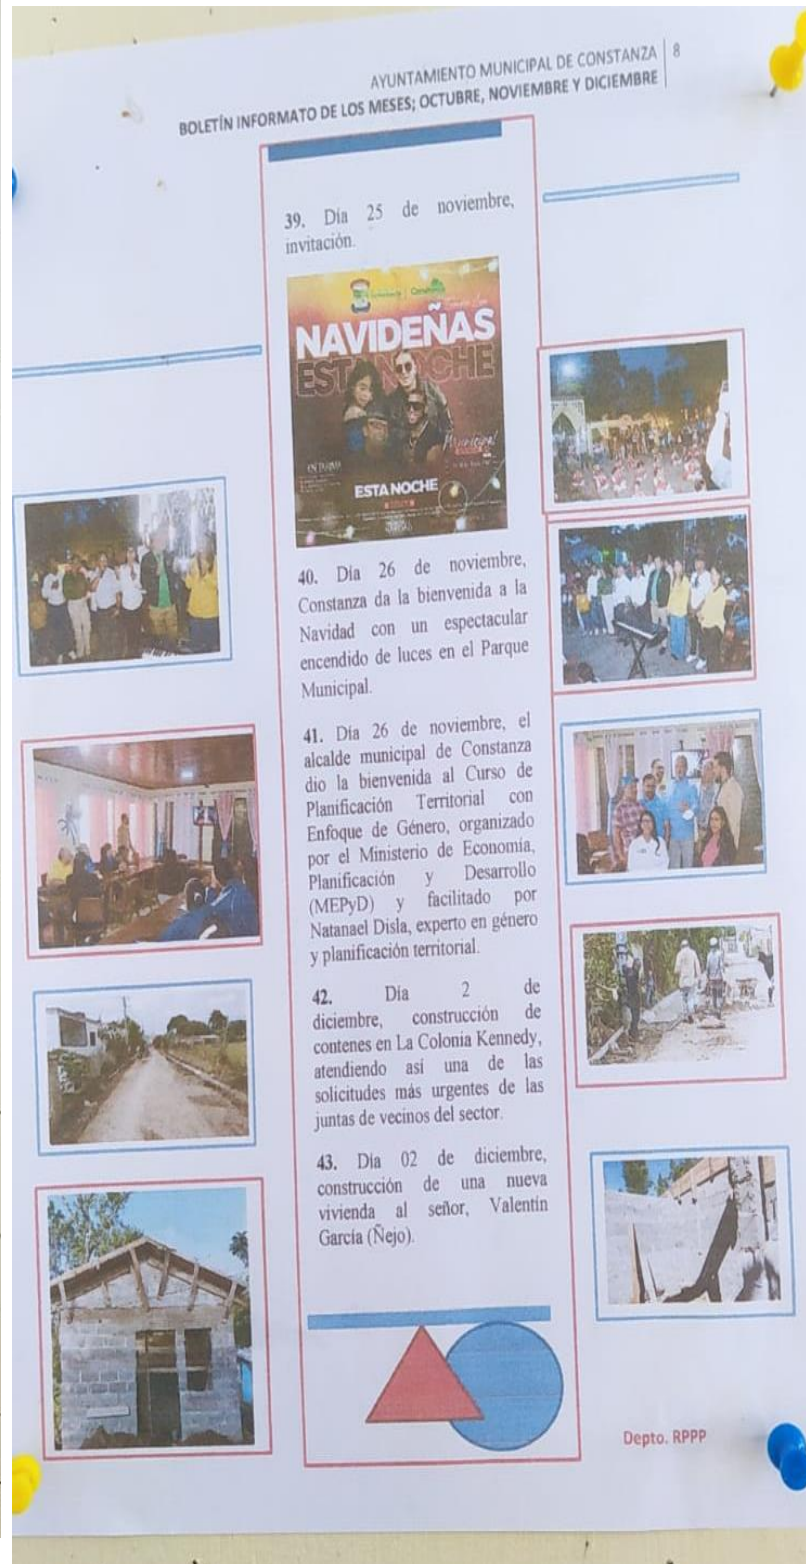 AYUNTAMIENTO MUNICIPAL DE CONSTANZA | 8
BOLETÍN INFORMATO DE LOS MESES; OCTUBRE, NOVIEMBRE Y DICIEMBRE
39. Día 25 de noviembre,
invitación.
NAVIDEÑAS
ESTA NOCHE
Municipal
ESTA NOCHE
40. Día 26 de noviembre,
Constanza da la bienvenida a la
Navidad con un espectacular
encendido de luces en el Parque
Municipal.
41. Día 26 de noviembre, el
alcalde municipal de Constanza
dio la bienvenida al Curso de
Planificación Territorial con
Enfoque de Género, organizado
por el Ministerio de Economía,
Planificación y Desarrollo
(MEPyD) y facilitado por
Natanael Disla, experto en género
y planificación territorial.
42. Día 2 de
diciembre, construcción de
contenes en La Colonia Kennedy,
atendiendo así una de las
solicitudes más urgentes de las
juntas de vecinos del sector.
43. Día 02 de diciembre,
construcción de una nueva
vivienda al señor, Valentín
García (Ñejo).
Depto. RPPP